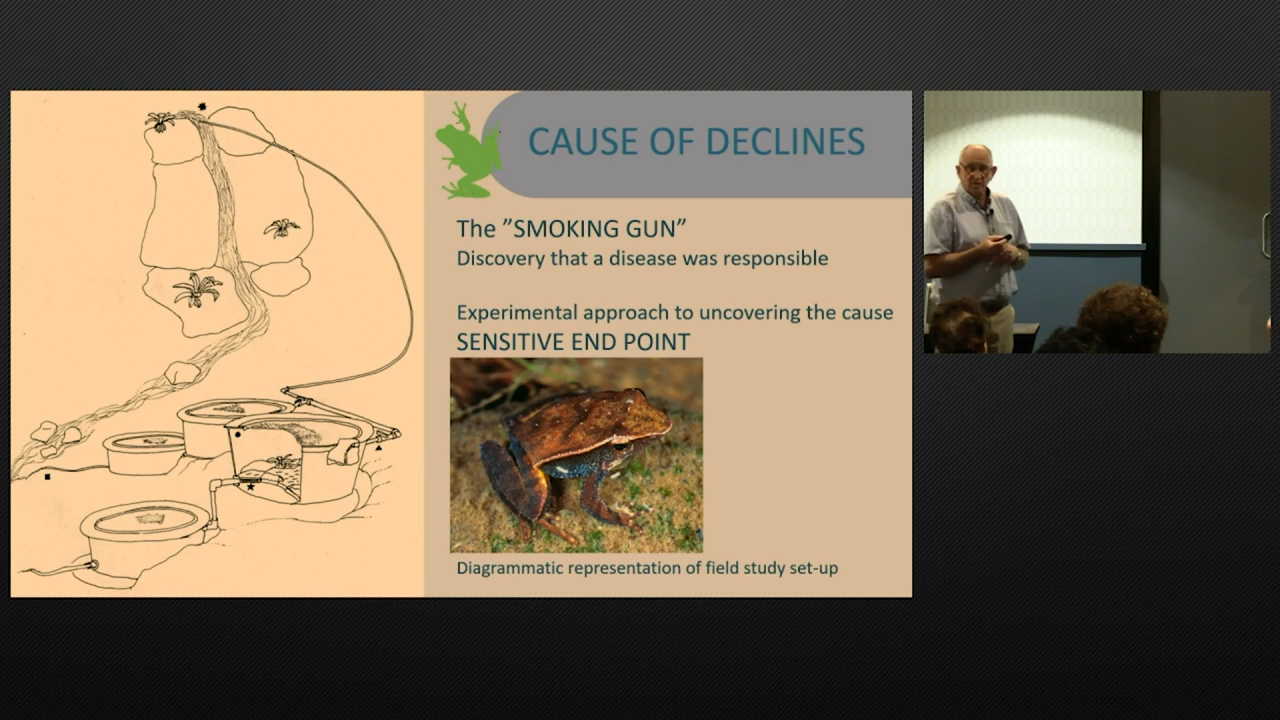 CAUSE OF DECLINES
The ”SMOKING GUN”
Discovery that a disease was responsible
Experimental approach to uncovering the cause
SENSITIVE END POINT
Diagrammatic representation of field study set-up